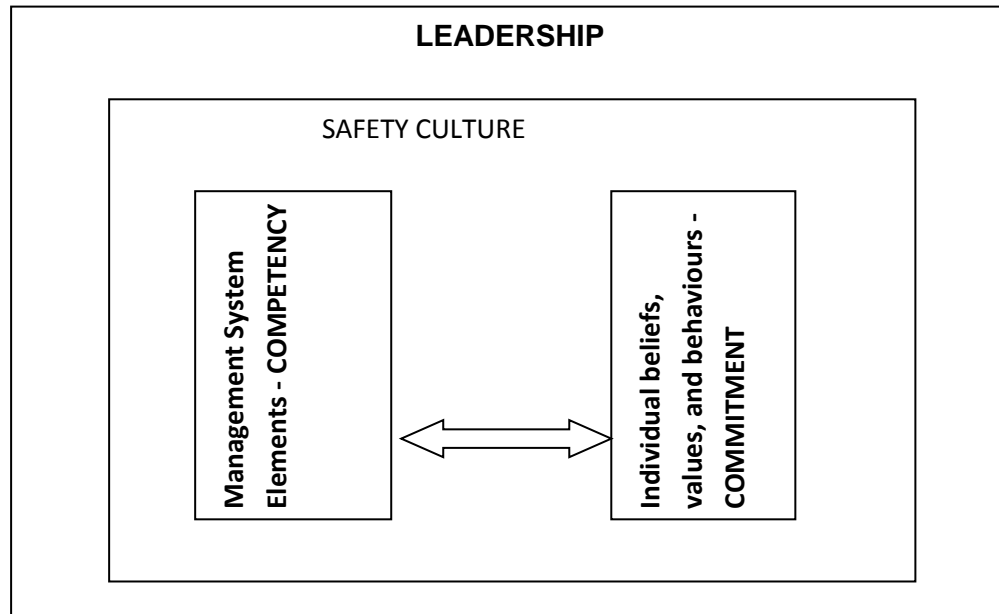 LEADERSHIP
SAFETY CULTURE
Management System
Elements - COMPETENCY
Individual beliefs,
values, and behaviours -
COMMITMENT